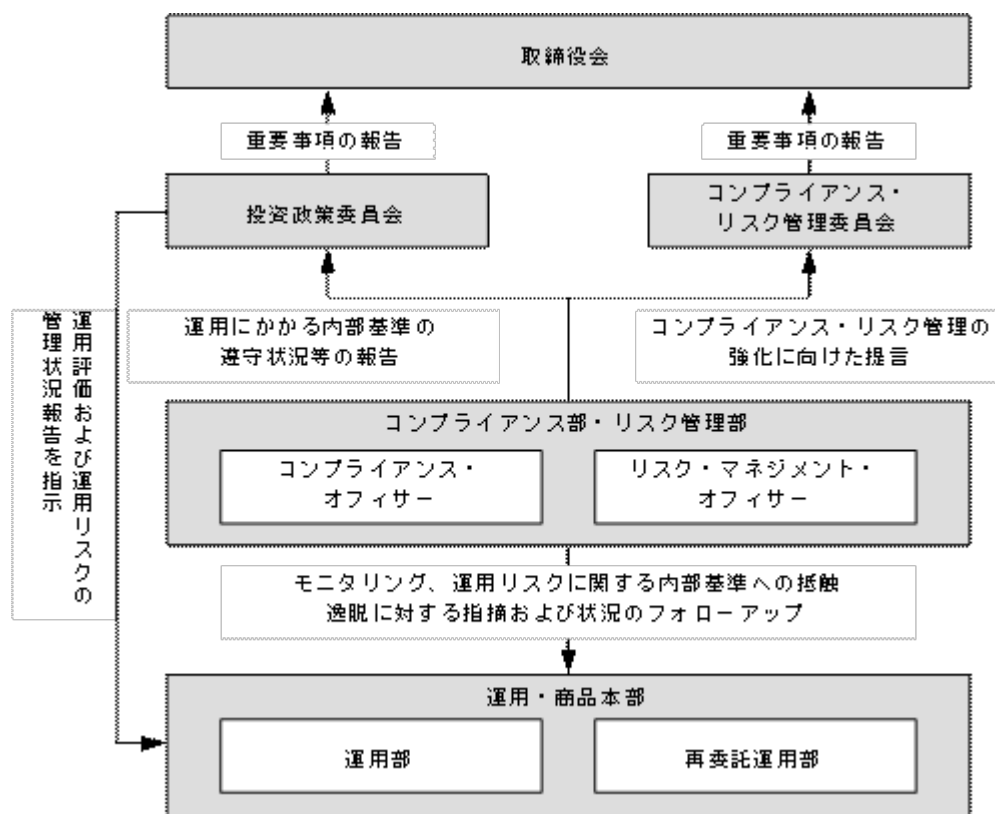 取締役会
重要事項の報告
重要事項の報告
投資政策委員会
コンプライアンス・
リスク管理委員会
運用にかかる内部基準の
遵守状況等の報告
コンプライアンス・リスク管理の
強化に向けた提言
運用評価および運用リスクの
管理状況報告を指示
コンプライアンス部・リスク管理部
コンプライアンス・
オフィサー
リスク・マネジメント・
オフィサー
モニタリング、運用リスクに関する内部基準への抵触
逸脱に対する指摘および状況のフォローアップ
運用・商品本部
運用部
再委託運用部